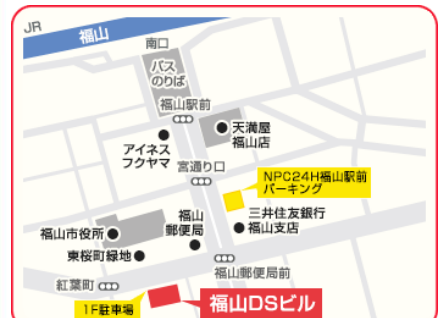 JR
福山
南口
バス
のりば
福山駅前
天満屋
福山店
アイネス
フクヤマ
宮通り口
NPC24H福山駅前
パーキング
三井住友銀行
福山支店
福山
郵便局
福山市役所
東桜町緑地
福山郵便局前
紅葉町
1F駐車場
福山DSビル